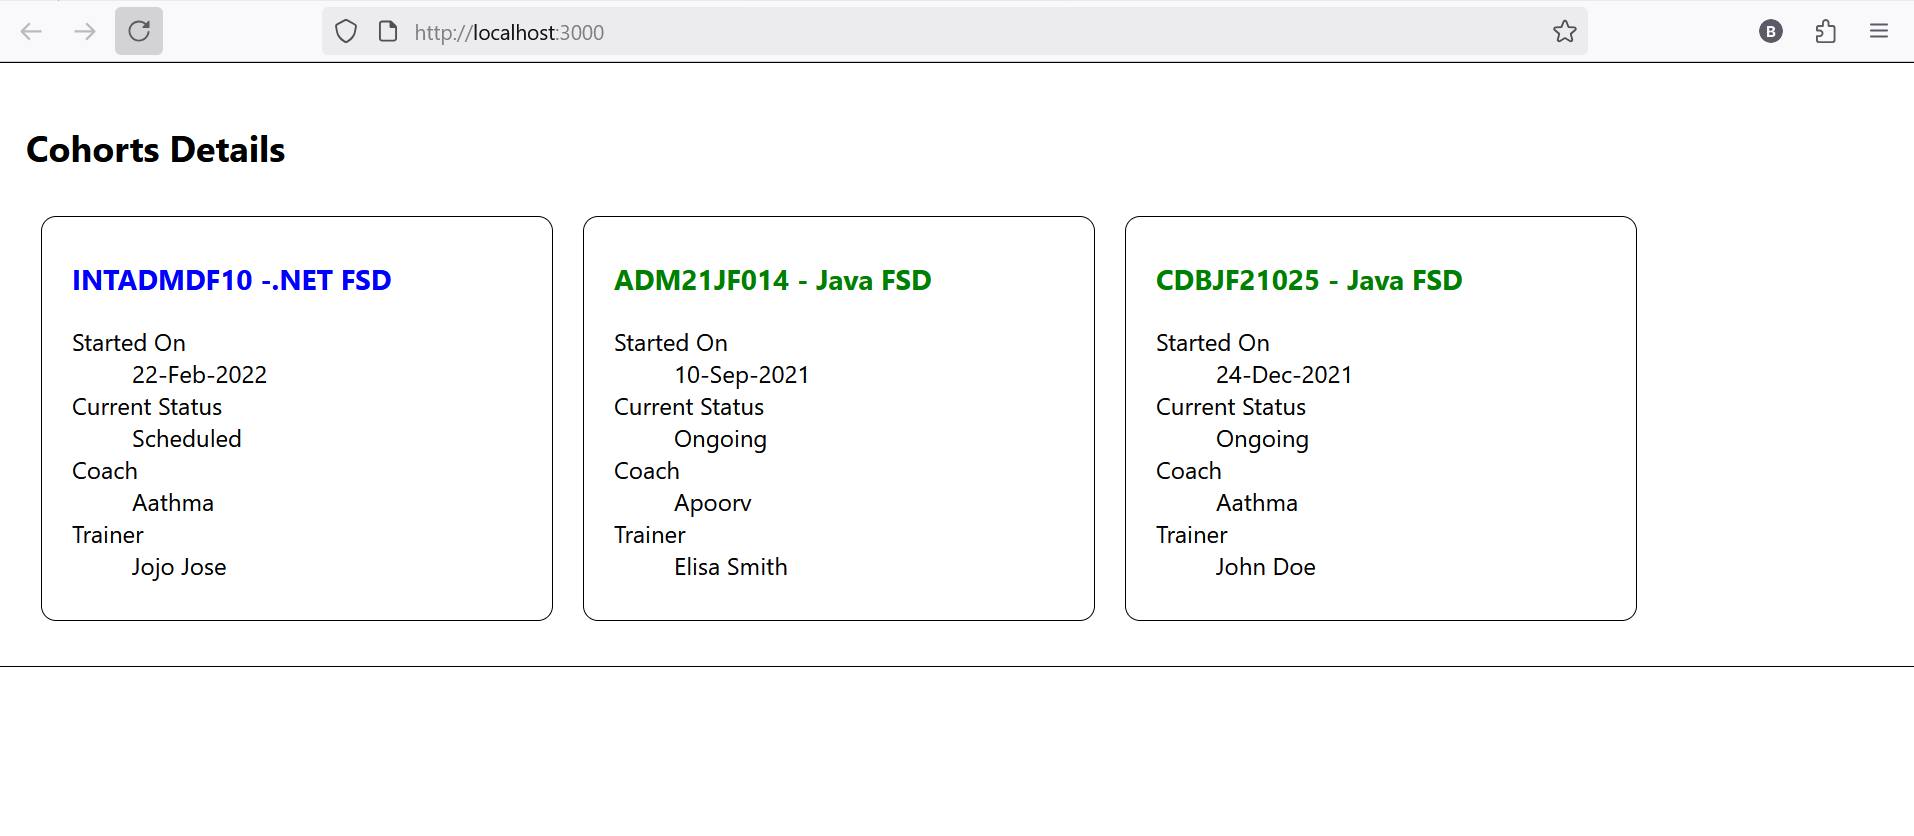 http://localhost:3000
B
Cohorts Details
INTADMDF10 -.NET FSD
Started On
22-Feb-2022
Current Status
Scheduled
Coach
Aathma
Trainer
Jojo Jose
ADM21JF014 - Java FSD
Started On
10-Sep-2021
Current Status
Ongoing
Coach
Apoorv
Trainer
Elisa Smith
CDBJF21025 - Java FSD
Started On
24-Dec-2021
Current Status
Ongoing
Coach
Aathma
Trainer
John Doe